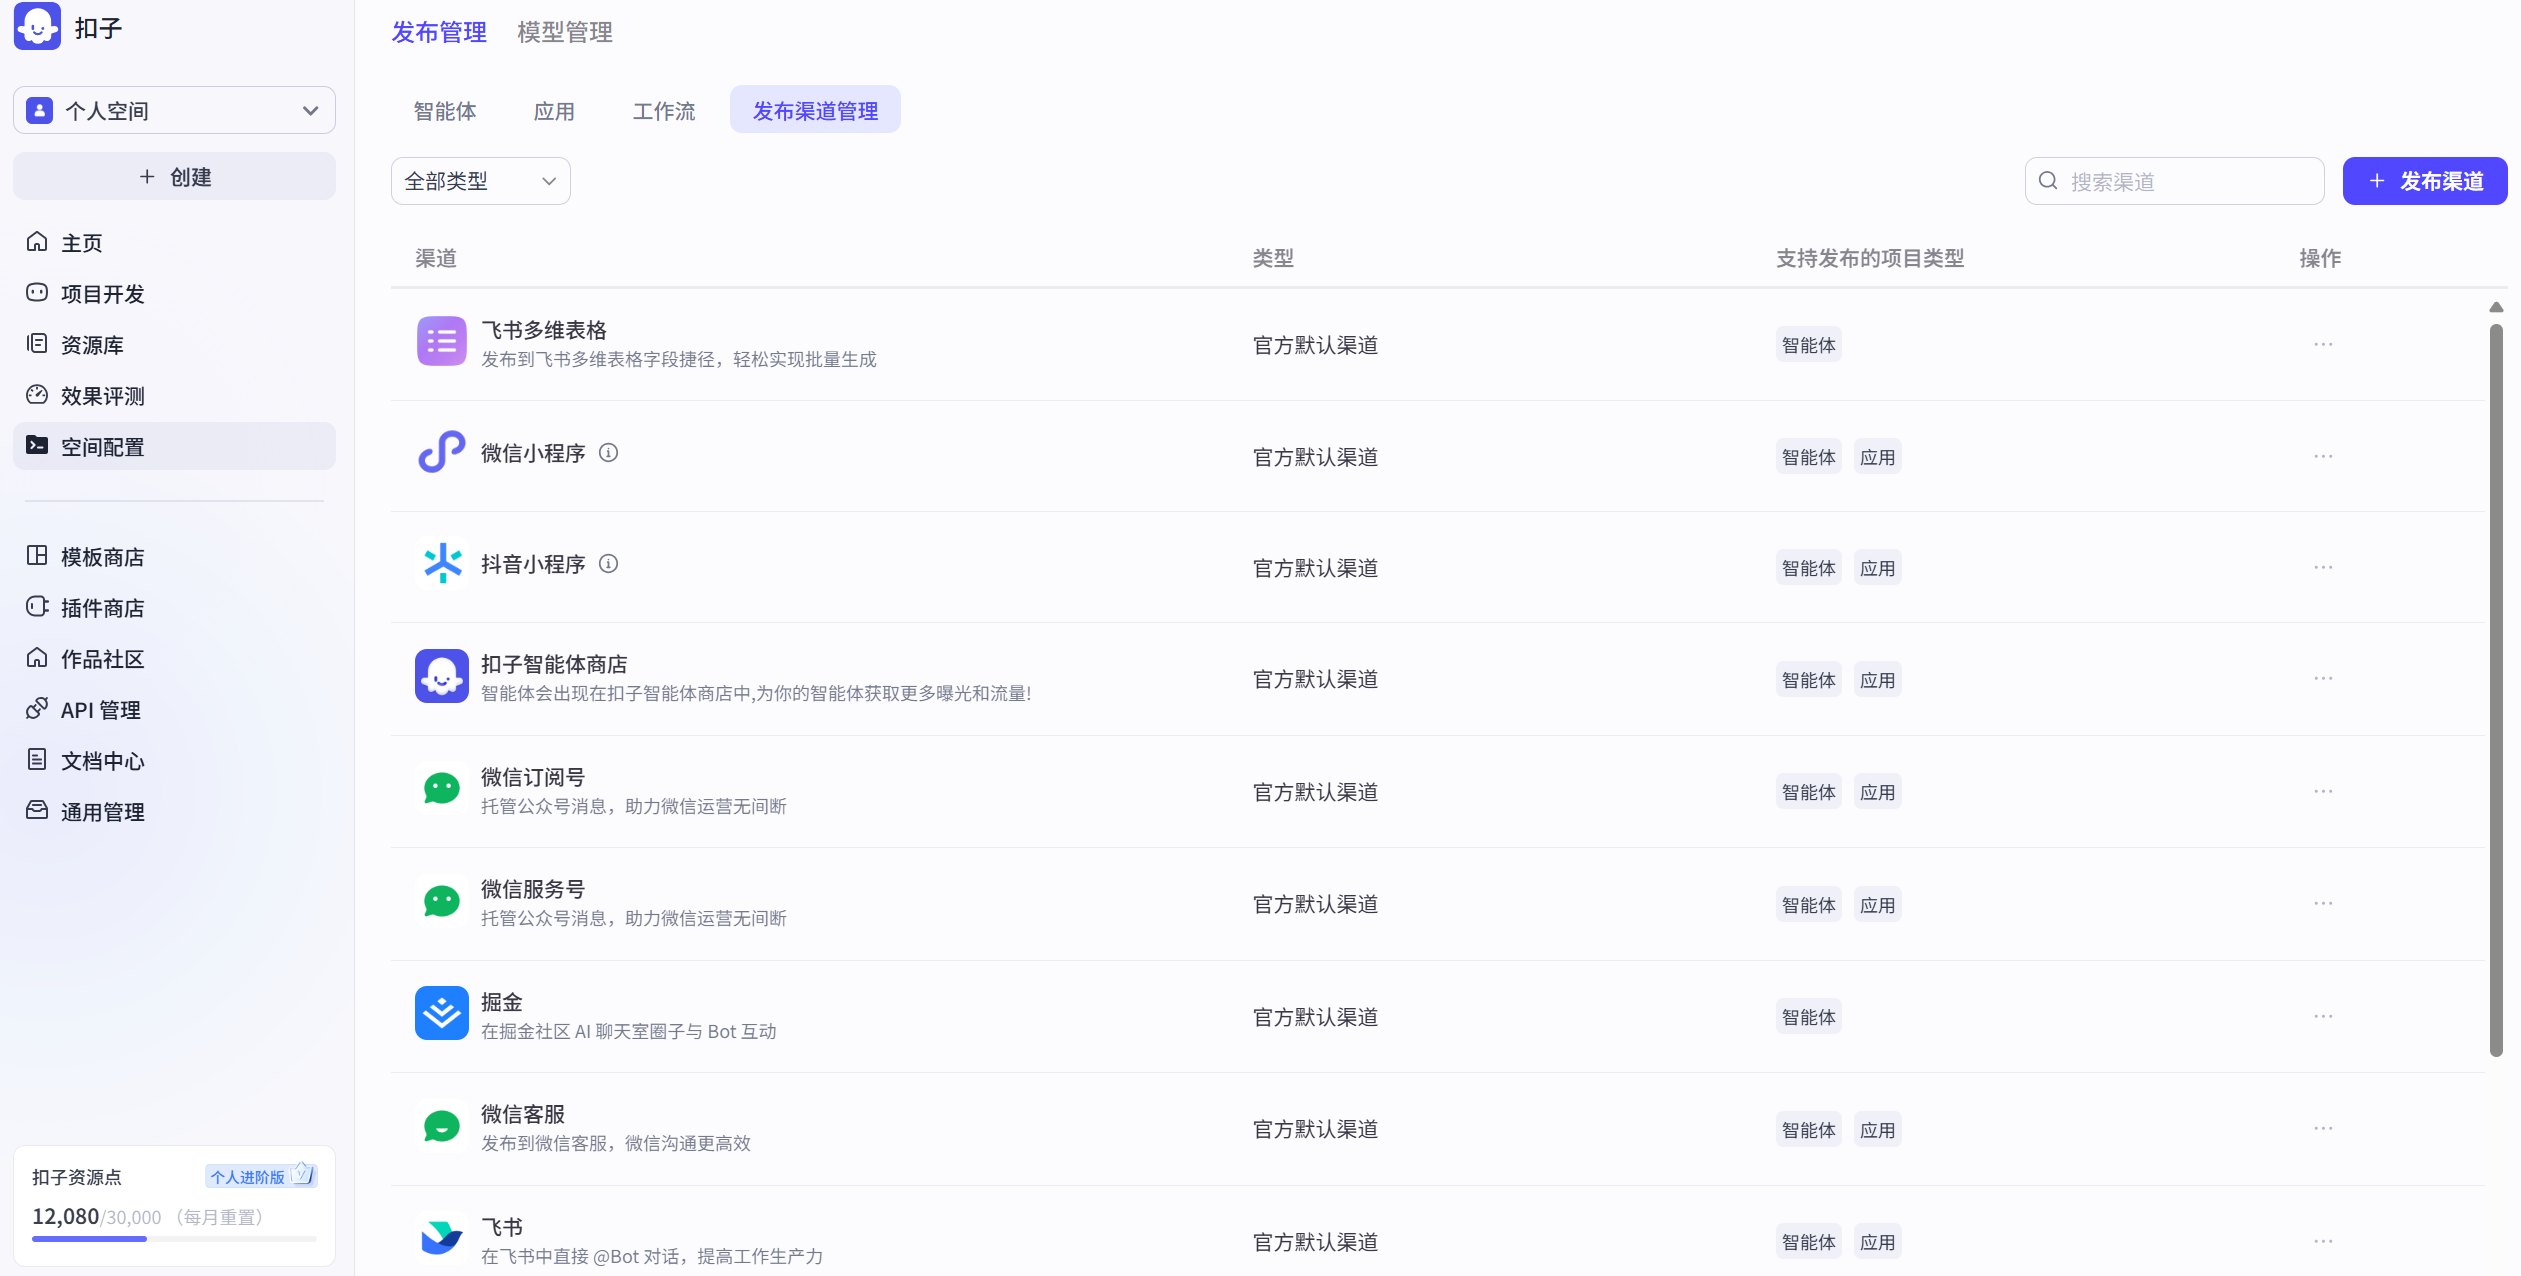 扣子
个人空间
创建
主页
项目开发
资源库
效果评测
空间配置
模板商店
插件商店
作品社区
API 管理
文档中心
通用管理
扣子资源点 个人进阶版
12,080/30,000 （每月重置）
发布管理 模型管理
智能体 应用 工作流 发布渠道管理
全部类型 搜索渠道 发布渠道
渠道 类型 支持发布的项目类型 操作
飞书多维表格
发布到飞书多维表格字段捷径，轻松实现批量生成
官方默认渠道 智能体
微信小程序 官方默认渠道 智能体 应用
抖音小程序 官方默认渠道 智能体 应用
扣子智能体商店
智能体会出现在扣子智能体商店中,为你的智能体获取更多曝光和流量!
官方默认渠道 智能体 应用
微信订阅号
托管公众号消息，助力微信运营无间断
官方默认渠道 智能体 应用
微信服务号
托管公众号消息，助力微信运营无间断
官方默认渠道 智能体 应用
掘金
在掘金社区 AI 聊天室圈子与 Bot 互动
官方默认渠道 智能体
微信客服
发布到微信客服，微信沟通更高效
官方默认渠道 智能体 应用
飞书
在飞书中直接 @Bot 对话，提高工作生产力
官方默认渠道 智能体 应用